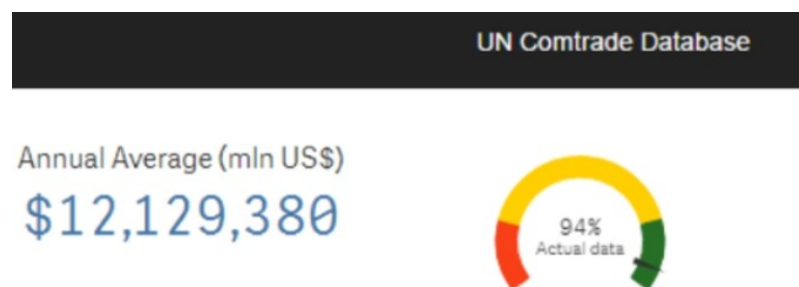 UN Comtrade Database
Annual Average (mln US$)
$12,129,380
94%
Actual data